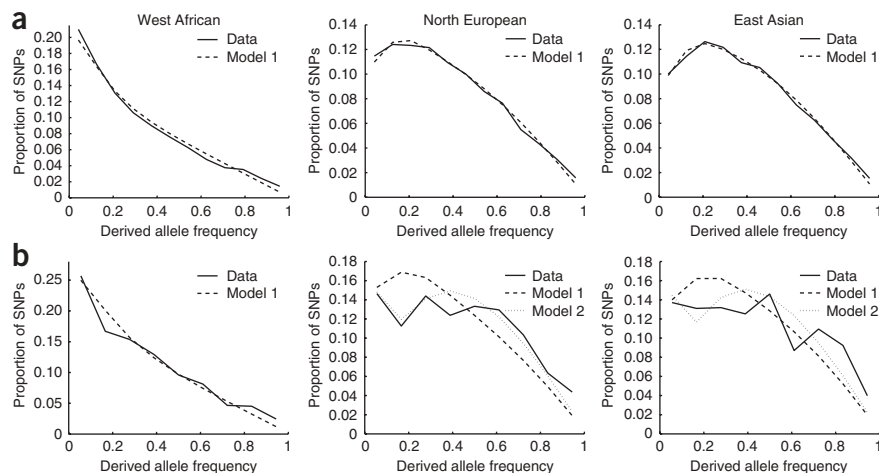 a
West African
North European
East Asian
Proportion of SNPs
0.20
0.18
0.16
0.14
0.12
0.10
0.08
0.06
0.04
0.02
0
Data
Model 1
0 0.2 0.4 0.6 0.8 1
Derived allele frequency
Proportion of SNPs
0.14
0.12
0.10
0.08
0.06
0.04
0.02
0
Data
Model 1
0 0.2 0.4 0.6 0.8 1
Derived allele frequency
Proportion of SNPs
0.14
0.12
0.10
0.08
0.06
0.04
0.02
0
Data
Model 1
0 0.2 0.4 0.6 0.8 1
Derived allele frequency
b
Proportion of SNPs
0.25
0.20
0.15
0.10
0.05
0
Data
Model 1
0 0.2 0.4 0.6 0.8 1
Derived allele frequency
Proportion of SNPs
0.18
0.16
0.14
0.12
0.10
0.08
0.06
0.04
0.02
0
Data
Model 1
Model 2
0 0.2 0.4 0.6 0.8 1
Derived allele frequency
Proportion of SNPs
0.18
0.16
0.14
0.12
0.10
0.08
0.06
0.04
0.02
0
Data
Model 1
Model 2
0 0.2 0.4 0.6 0.8 1
Derived allele frequency